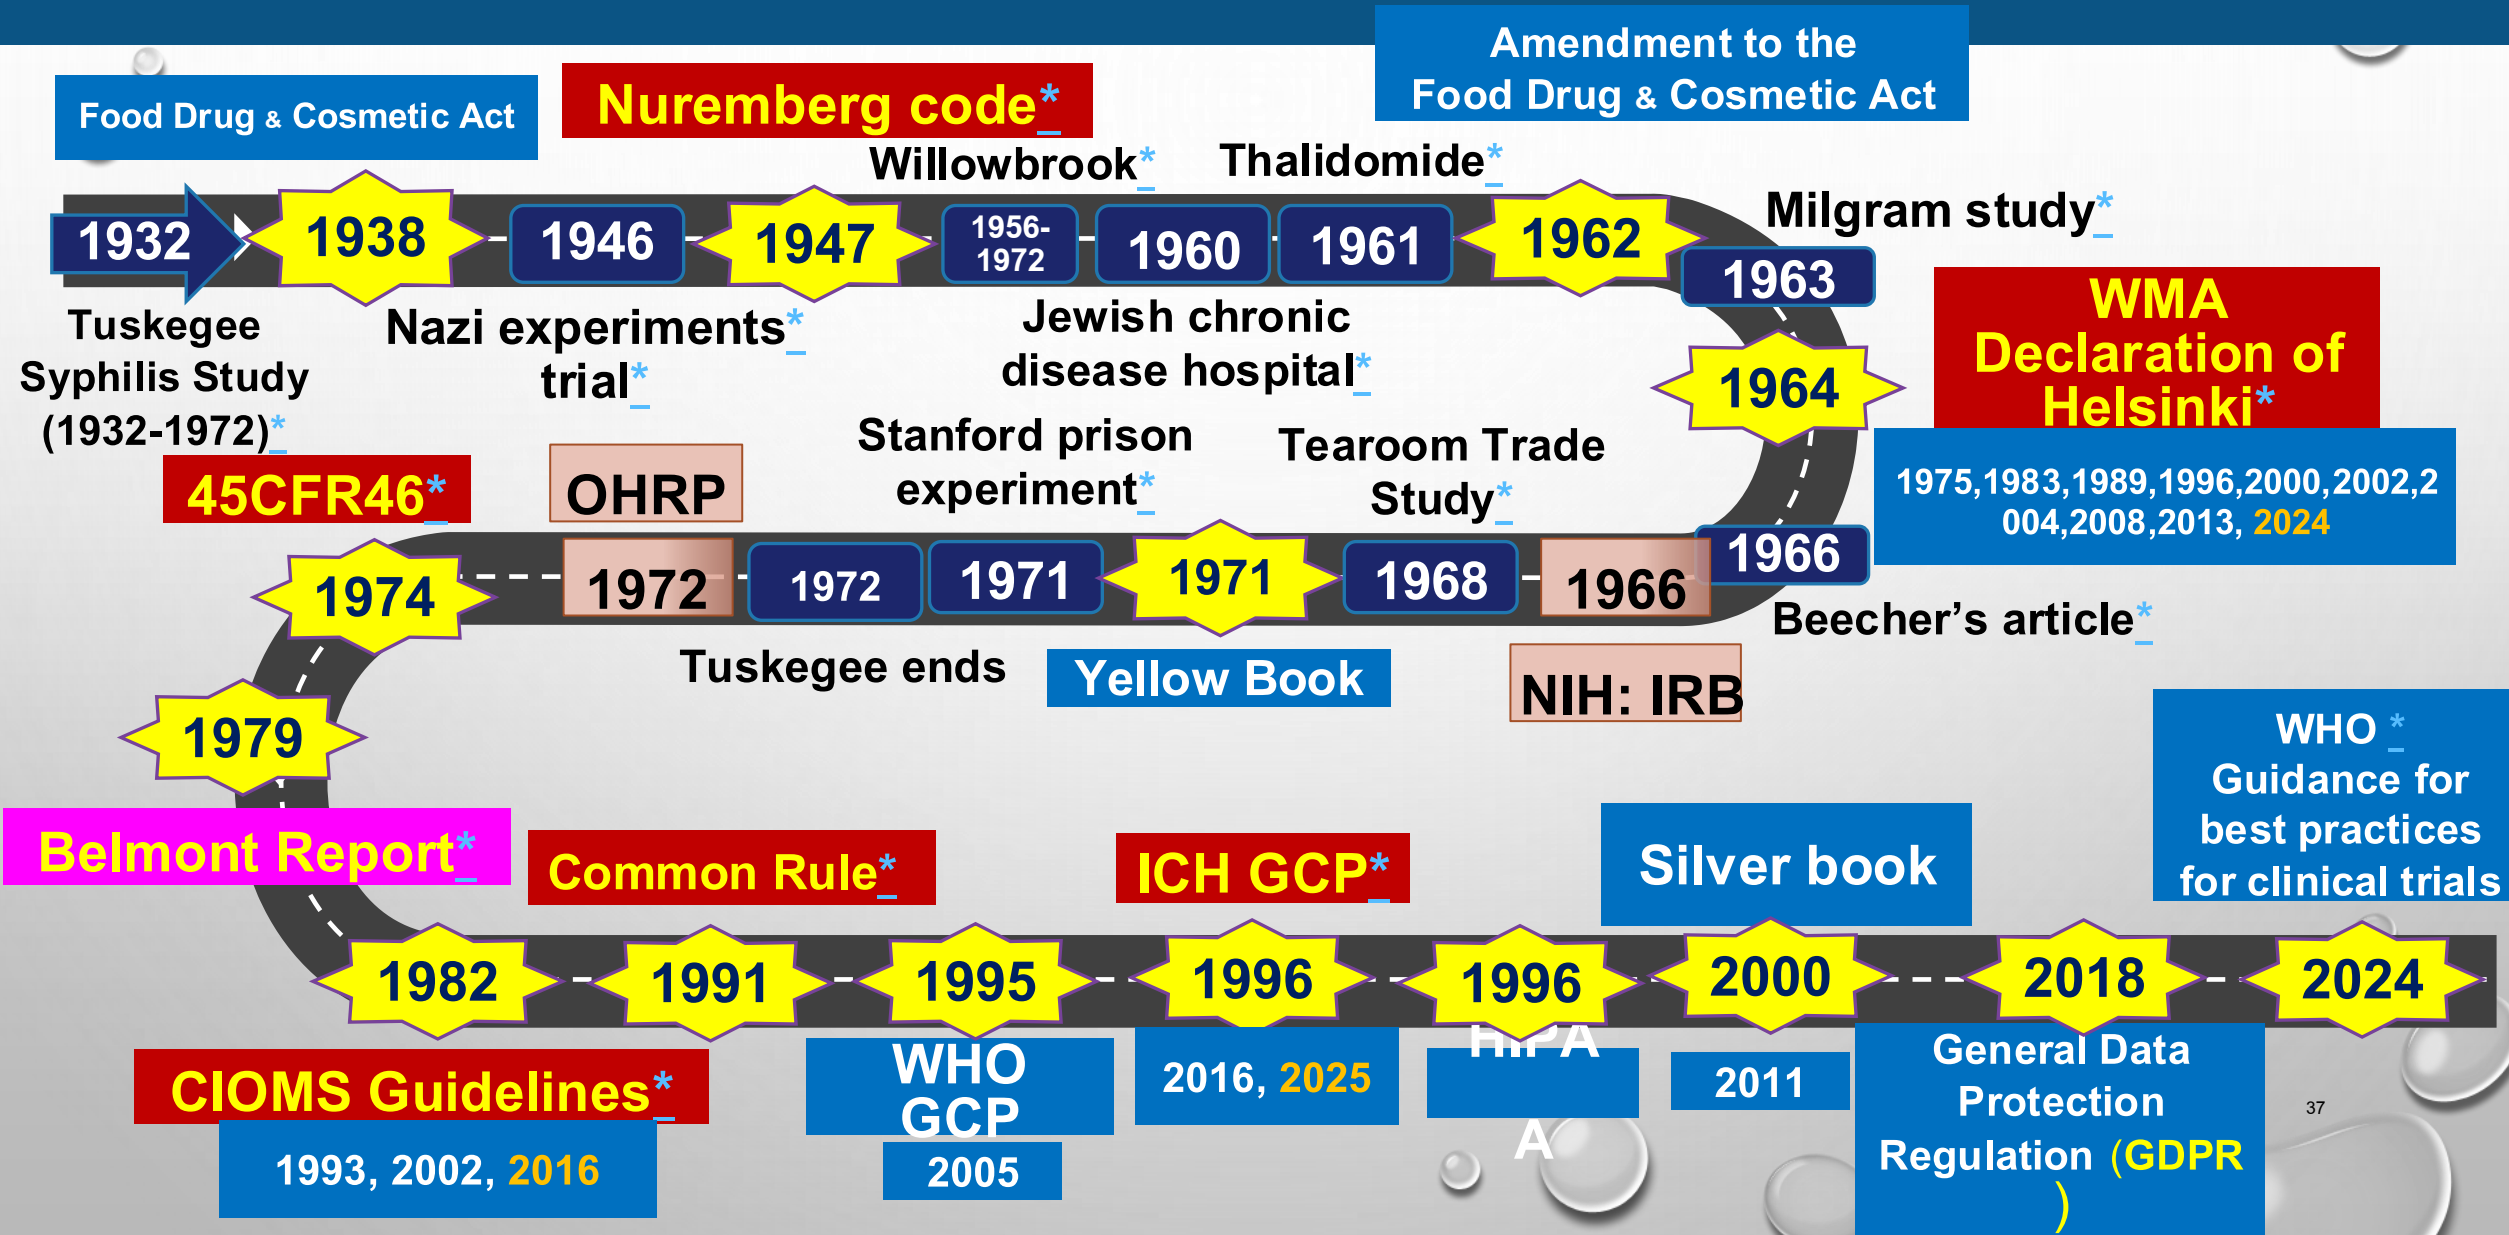 Amendment to the
Food Drug & Cosmetic Act
Food Drug & Cosmetic Act
Nuremberg code*
Willowbrook*
Thalidomide*
Milgram study*
1932
1938
1946
1947
1956-
1972
1960
1961
1962
1963
Tuskegee
Syphilis Study
(1932-1972)*
Nazi experiments*
trial*
Jewish chronic
disease hospital*
1964
WMA
Declaration of
Helsinki*
1975,1983,1989,1996,2000,2002,2
004,2008,2013, 2024
45CFR46*
OHRP
Stanford prison
experiment*
Tearoom Trade
Study*
1974
1972
1972
1971
1971
1968
1966
1966
Beecher’s article*
Tuskegee ends
Yellow Book
NIH: IRB
1979
Belmont Report*
Common Rule*
ICH GCP*
Silver book
WHO *
Guidance for
best practices
for clinical trials
1982
1991
1995
1996
1996
2000
2018
2024
CIOMS Guidelines*
1993, 2002, 2016
WHO
GCP
2005
2016, 2025
HIPA
A
2011
General Data
Protection
Regulation (GDPR
)
37